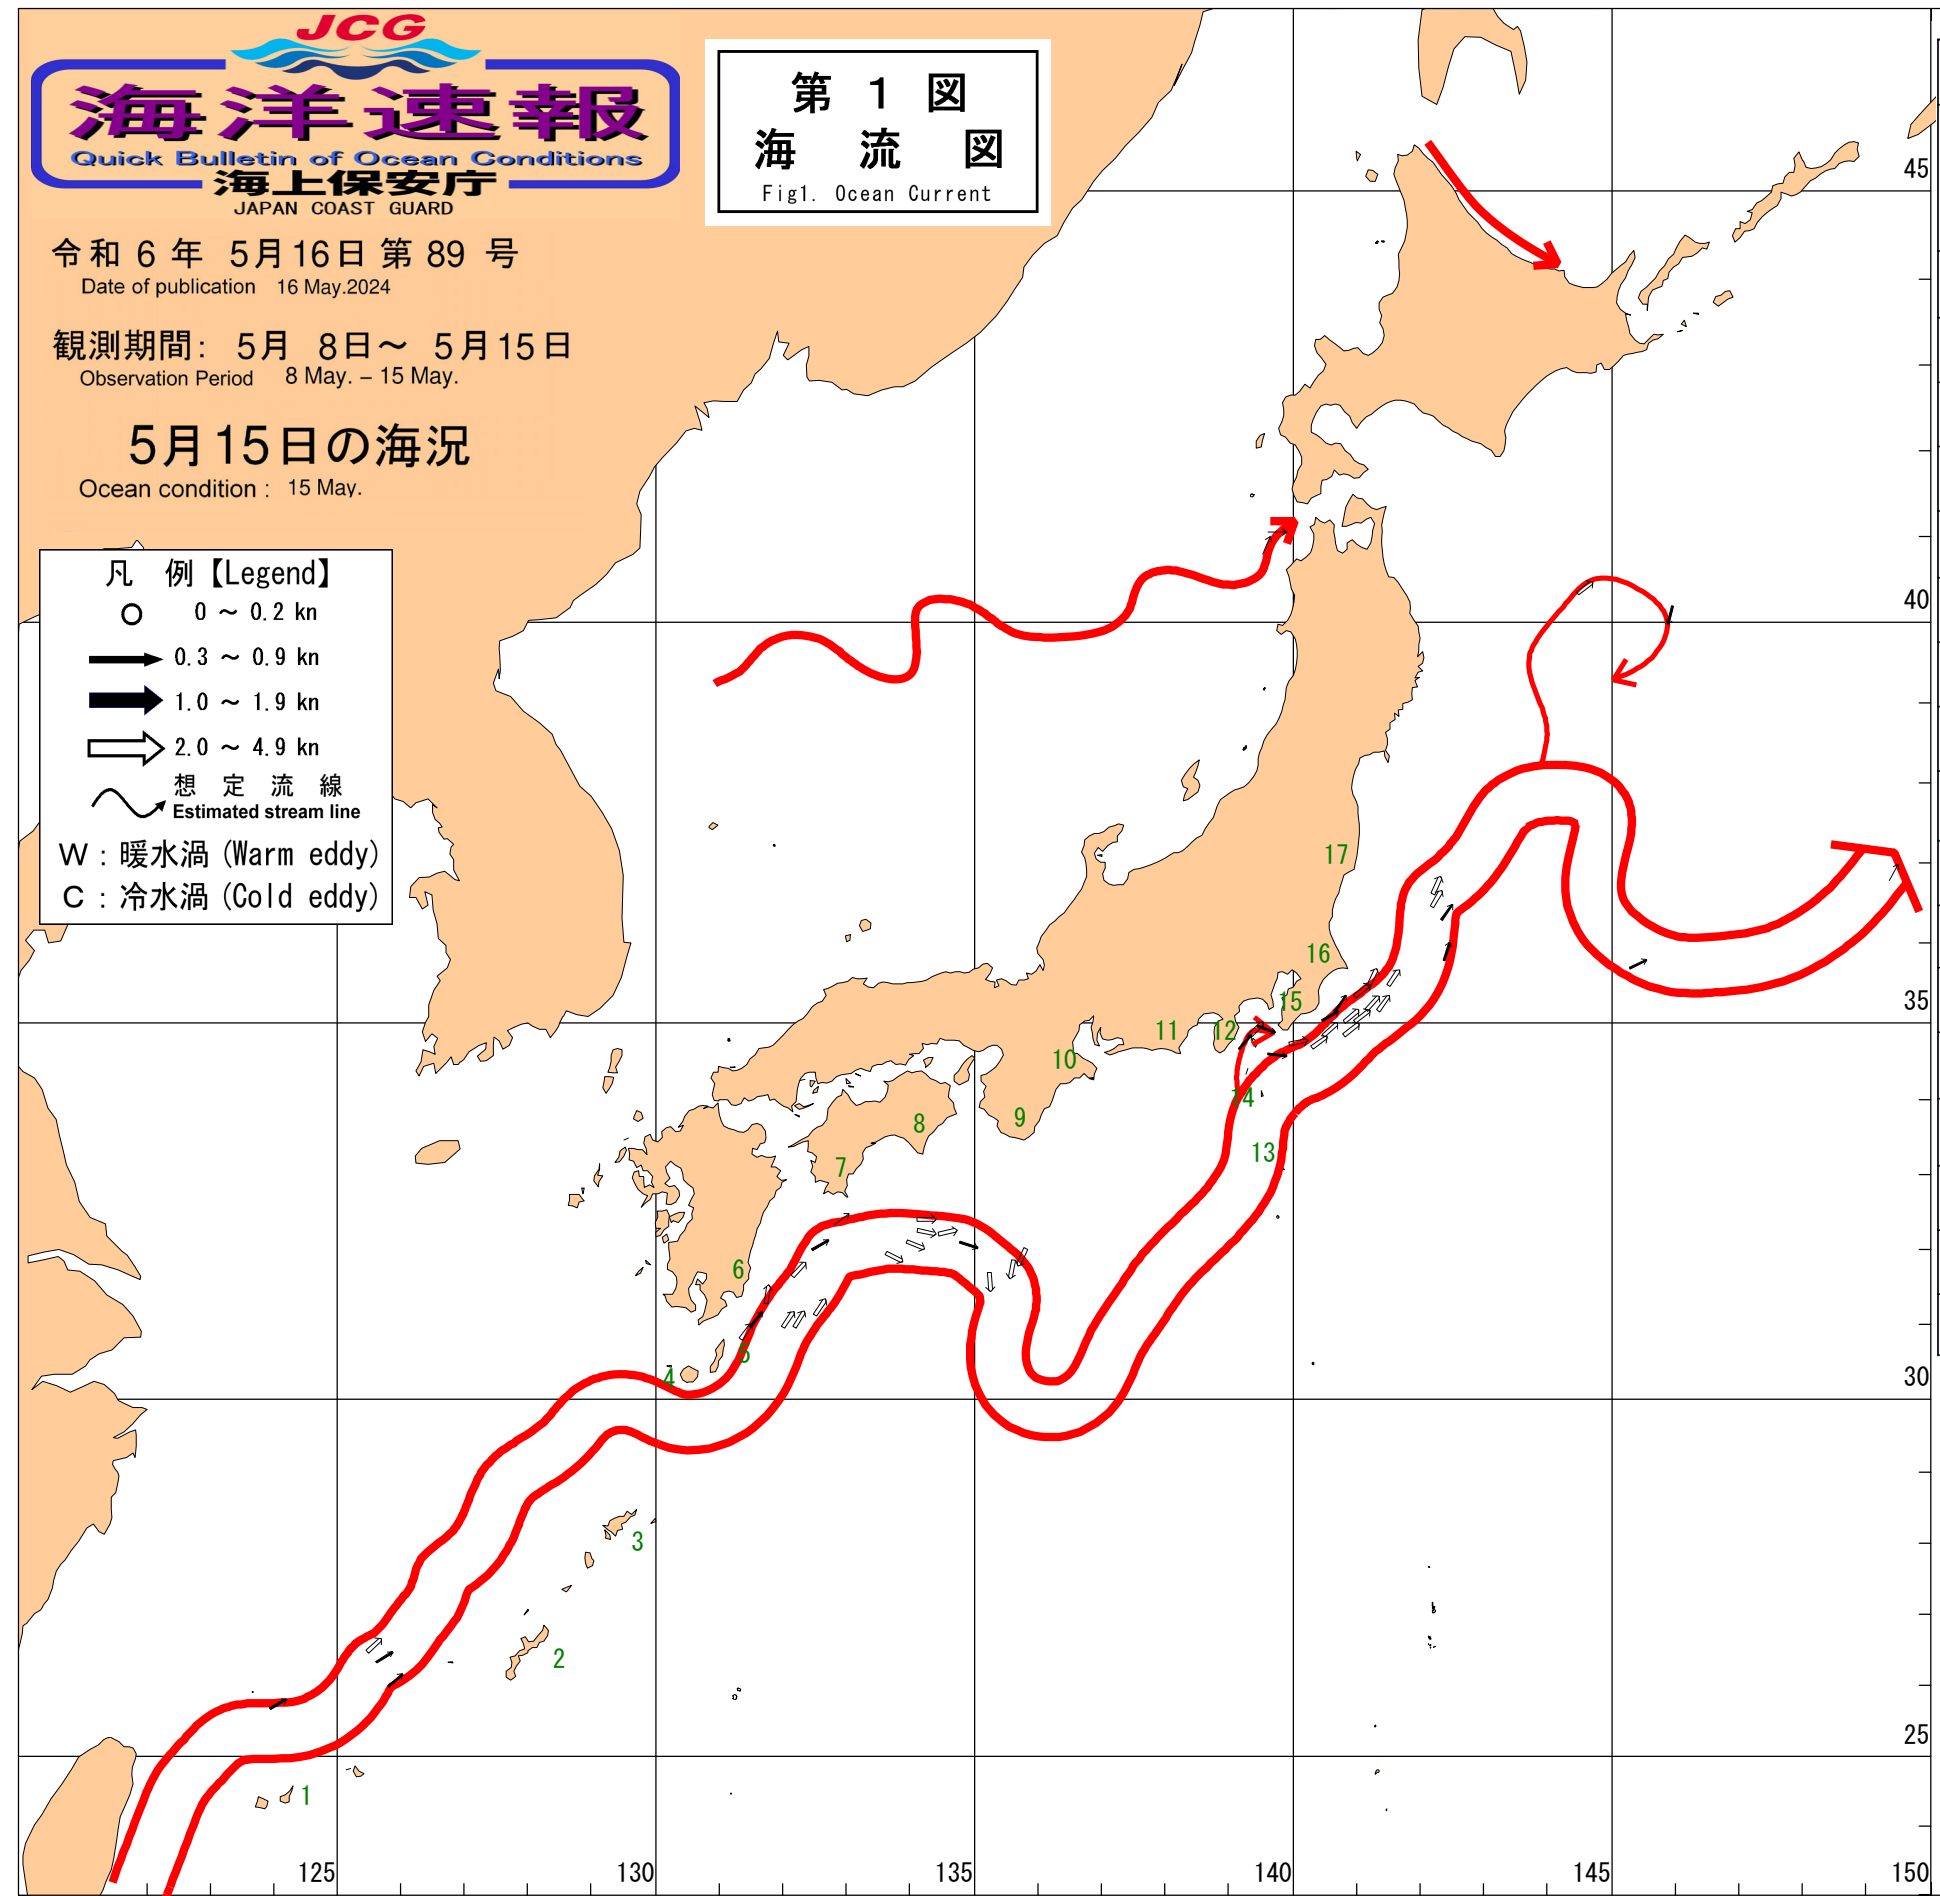 JCG
海洋速報
Quick Bulletin of Ocean Conditions
海上保安庁
JAPAN COAST GUARD
第 1 図
海 流 図
Fig1. Ocean Current
令和 6 年 5月16日 第 89 号
Date of publication 16 May.2024
観測期間: 5月 8日～ 5月15日
Observation Period 8 May. – 15 May.
5月15日の海況
Ocean condition : 15 May.
凡 例【Legend】
0 ～ 0.2 kn
0.3 ～ 0.9 kn
1.0 ～ 1.9 kn
2.0 ～ 4.9 kn
想 定 流 線
Estimated stream line
W : 暖水渦 (Warm eddy)
C : 冷水渦 (Cold eddy)
45
40
35
30
25
17
16
15
12
11
10
14
9
8
13
7
6
5
4
3
2
1
125
130
135
140
145
150